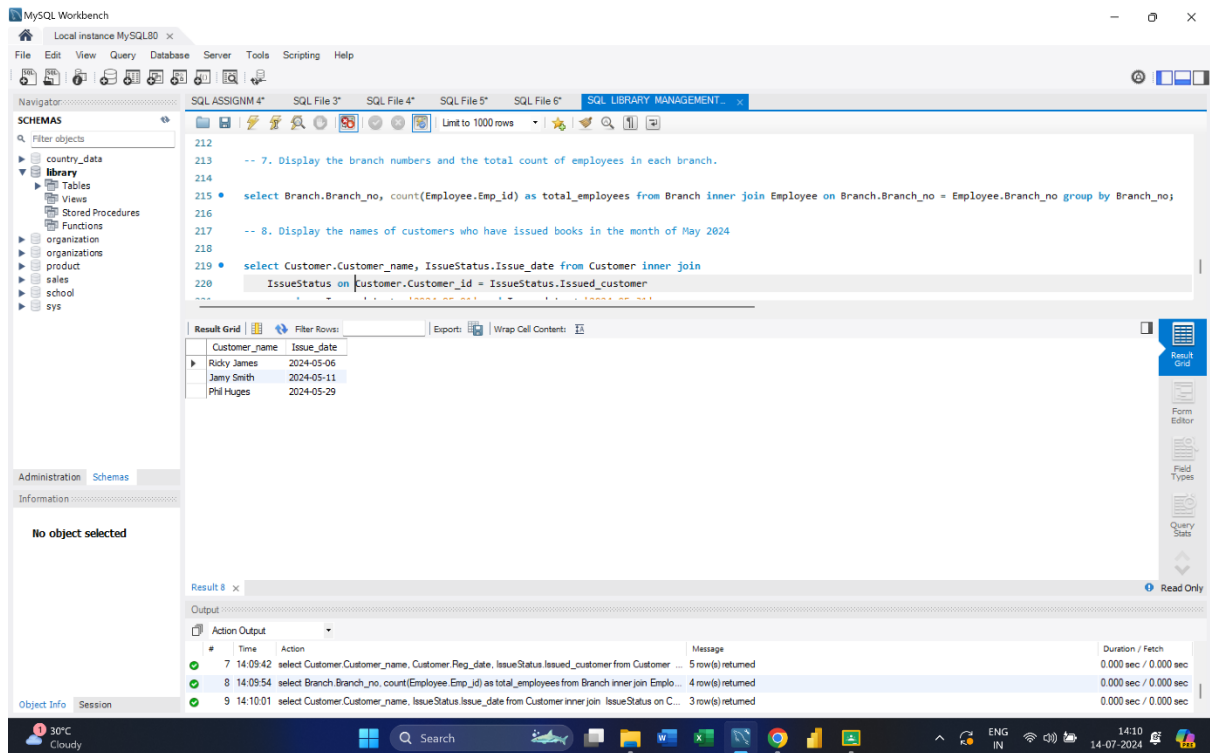 MySQL Workbench
Local instance MySQL80
File Edit View Query Database Server Tools Scripting Help
Navigator
SCHEMAS
Filter objects
country_data
library
Tables
Views
Stored Procedures
Functions
organization
organizations
product
sales
school
sys
Administration Schemas
Information
No object selected
Object Info Session
SQL ASSIGNM 4* SQL File 3* SQL File 4* SQL File 5* SQL File 6* SQL LIBRARY MANAGEMENT...
Limit to 1000 rows
212
213 -- 7. Display the branch numbers and the total count of employees in each branch.
214
215 select Branch.Branch_no, count(Employee.Emp_id) as total_employees from Branch inner join Employee on Branch.Branch_no = Employee.Branch_no group by Branch_no;
216
217 -- 8. Display the names of customers who have issued books in the month of May 2024
218
219 select Customer.Customer_name, IssueStatus.Issue_date from Customer inner join
220 IssueStatus on Customer.Customer_id = IssueStatus.Issued_customer
Result Grid Filter Rows: Export: Wrap Cell Content:
Customer_name Issue_date
Ricky James 2024-05-06
Jamy Smith 2024-05-11
Phil Huges 2024-05-29
Result Grid
Form Editor
Field Types
Query Stats
Result 8 Read Only
Output
Action Output
# Time Action Message Duration / Fetch
7 14:09:42 select Customer.Customer_name, Customer.Reg_date, IssueStatus.Issued_customer from Customer ... 5 row(s) returned 0.000 sec / 0.000 sec
8 14:09:54 select Branch.Branch_no, count(Employee.Emp_id) as total_employees from Branch inner join Emplo... 4 row(s) returned 0.000 sec / 0.000 sec
9 14:10:01 select Customer.Customer_name, IssueStatus.Issue_date from Customer inner join IssueStatus on C... 3 row(s) returned 0.000 sec / 0.000 sec
1
30°C
Cloudy
Search
ENG
IN
14:10
14-07-2024
PRE